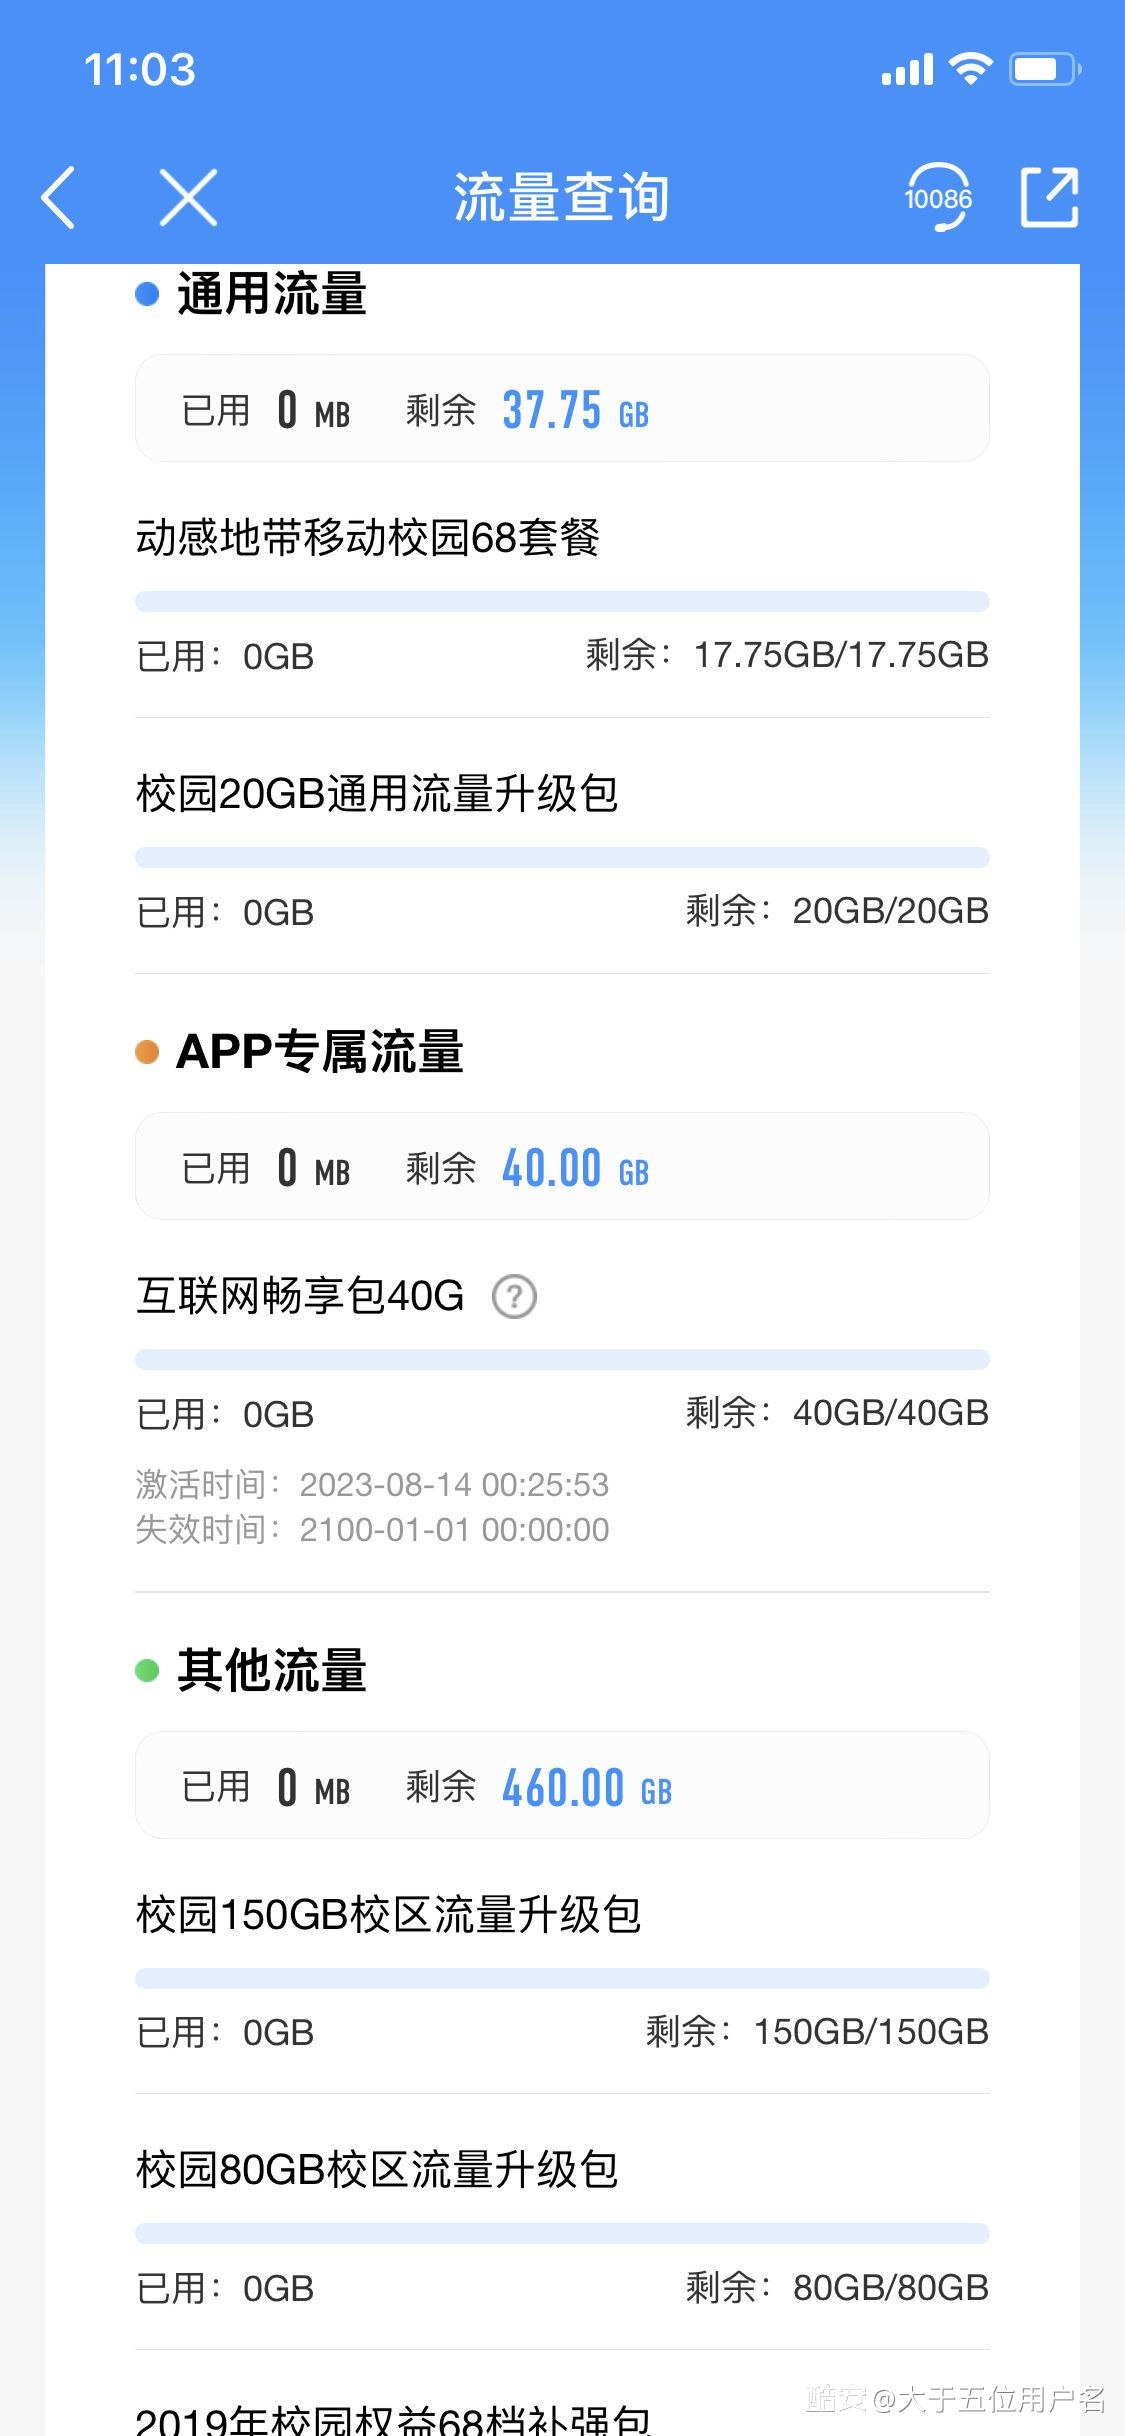 11:03
流量查询
10086
通用流量
已用 0 MB 剩余 37.75 GB
动感地带移动校园68套餐
已用：0GB 剩余：17.75GB/17.75GB
校园20GB通用流量升级包
已用：0GB 剩余：20GB/20GB
APP专属流量
已用 0 MB 剩余 40.00 GB
互联网畅享包40G ?
已用：0GB 剩余：40GB/40GB
激活时间：2023-08-14 00:25:53
失效时间：2100-01-01 00:00:00
其他流量
已用 0 MB 剩余 460.00 GB
校园150GB校区流量升级包
已用：0GB 剩余：150GB/150GB
校园80GB校区流量升级包
已用：0GB 剩余：80GB/80GB
2019年校园权益68档补强包
酷安@大于五位用户名